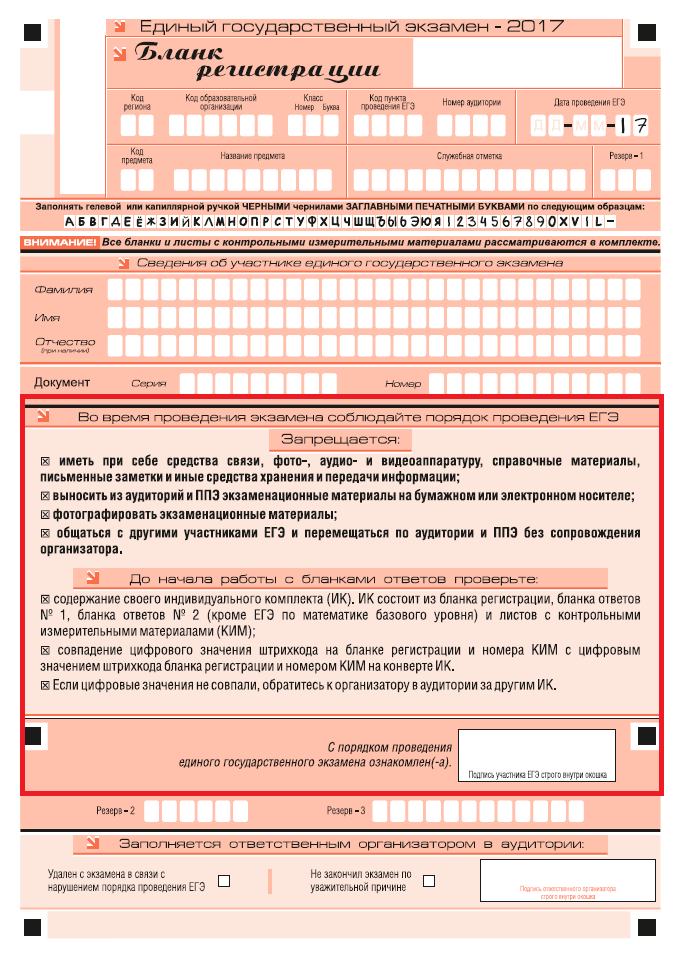 Единый государственный экзамен - 2017
Бланк
регистрации
Код региона
Код образовательной организации
Класс
Номер Буква
Код пункта проведения ЕГЭ
Номер аудитории
Дата проведения ЕГЭ
Д Д – М М – 1 7
Код предмета
Название предмета
Служебная отметка
Резерв – 1
Заполнять гелевой или капиллярной ручкой ЧЕРНЫМИ чернилами ЗАГЛАВНЫМИ ПЕЧАТНЫМИ БУКВАМИ по следующим образцам:
А Б В Г Д Е Ё Ж З И Й К Л М Н О П Р С Т У Ф Х Ц Ч Ш Щ Ъ Ы Ь Э Ю Я 1 2 3 4 5 6 7 8 9 0 X V I L –
ВНИМАНИЕ! Все бланки и листы с контрольными измерительными материалами рассматриваются в комплекте.
Сведения об участнике единого государственного экзамена
Фамилия
Имя
Отчество
(при наличии)
Документ Серия Номер
Во время проведения экзамена соблюдайте порядок проведения ЕГЭ
Запрещается:
☒ иметь при себе средства связи, фото–, аудио- и видеоаппаратуру, справочные материалы,
письменные заметки и иные средства хранения и передачи информации;
☒ выносить из аудиторий и ППЭ экзаменационные материалы на бумажном или электронном носителе;
☒ фотографировать экзаменационные материалы;
☒ общаться с другими участниками ЕГЭ и перемещаться по аудитории и ППЭ без сопровождения
организатора.
До начала работы с бланками ответов проверьте:
☒ содержание своего индивидуального комплекта (ИК). ИК состоит из бланка регистрации, бланка ответов
№ 1, бланка ответов № 2 (кроме ЕГЭ по математике базового уровня) и листов с контрольными
измерительными материалами (КИМ);
☒ совпадение цифрового значения штрихкода на бланке регистрации и номера КИМ с цифровым
значением штрихкода бланка регистрации и номером КИМ на конверте ИК.
☒ Если цифровые значения не совпали, обратитесь к организатору в аудитории за другим ИК.
С порядком проведения
единого государственного экзамена ознакомлен(-а).
Подпись участника ЕГЭ строго внутри окошка
Резерв – 2
Резерв – 3
Заполняется ответственным организатором в аудитории:
Удален с экзамена в связи с
нарушением порядка проведения ЕГЭ
Не закончил экзамен по
уважительной причине
Подпись ответственного организатора
строго внутри окошка